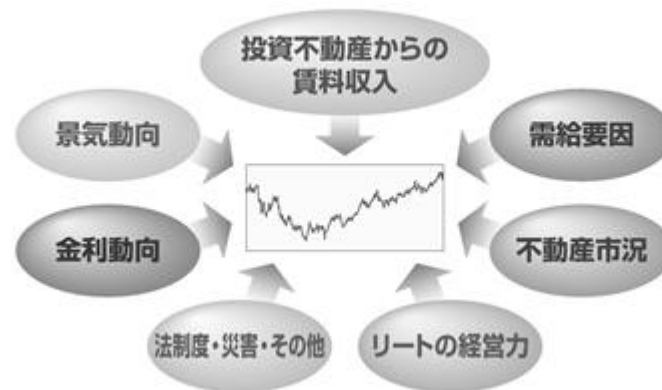 投資不動産からの
賃料収入
景気動向
需給要因
金利動向
不動産市況
法制度・災害・その他
リートの経営力